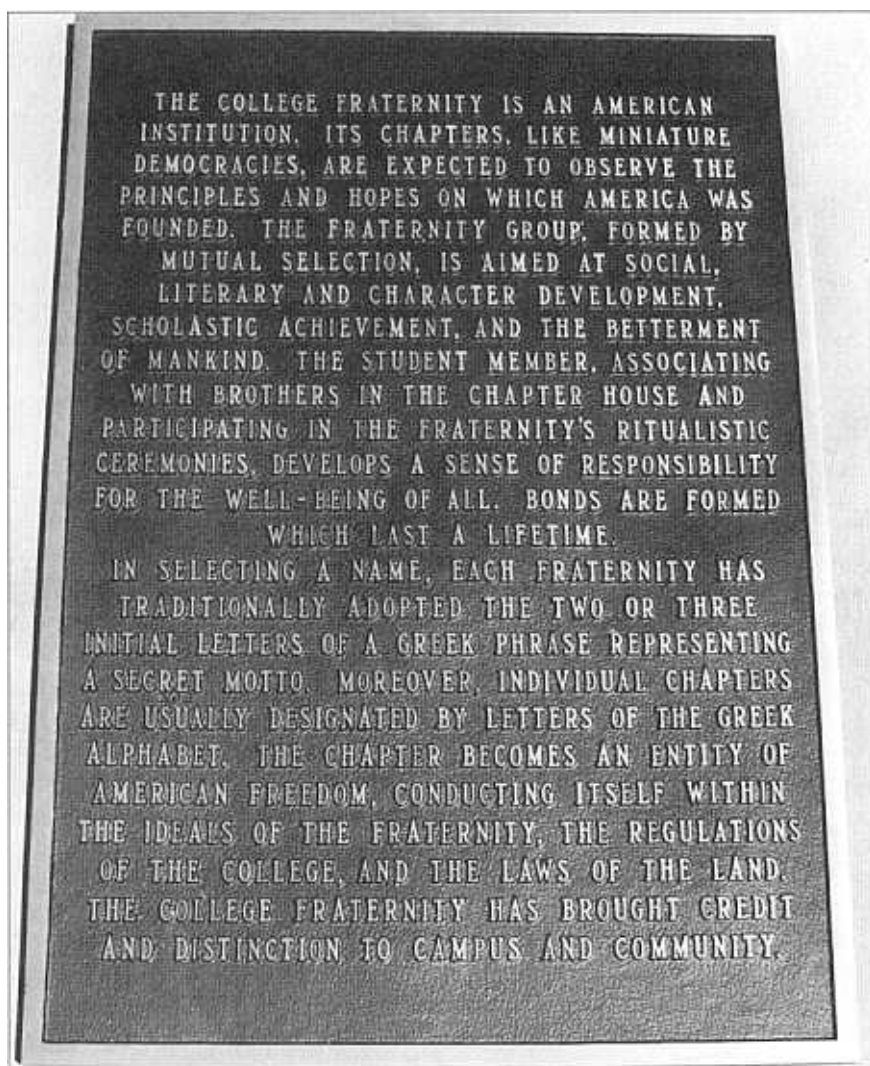 THE COLLEGE FRATERNITY IS AN AMERICAN
INSTITUTION. ITS CHAPTERS, LIKE MINIATURE
DEMOCRACIES, ARE EXPECTED TO OBSERVE THE
PRINCIPLES AND HOPES ON WHICH AMERICA WAS
FOUNDED. THE FRATERNITY GROUP, FORMED BY
MUTUAL SELECTION, IS AIMED AT SOCIAL,
LITERARY AND CHARACTER DEVELOPMENT,
SCHOLASTIC ACHIEVEMENT, AND THE BETTERMENT
OF MANKIND. THE STUDENT MEMBER, ASSOCIATING
WITH BROTHERS IN THE CHAPTER HOUSE AND
PARTICIPATING IN THE FRATERNITY'S RITUALISTIC
CEREMONIES, DEVELOPS A SENSE OF RESPONSIBILITY
FOR THE WELL-BEING OF ALL. BONDS ARE FORMED
WHICH LAST A LIFETIME.
IN SELECTING A NAME, EACH FRATERNITY HAS
TRADITIONALLY ADOPTED THE TWO OR THREE
INITIAL LETTERS OF A GREEK PHRASE REPRESENTING
A SECRET MOTTO. MOREOVER, INDIVIDUAL CHAPTERS
ARE USUALLY DESIGNATED BY LETTERS OF THE GREEK
ALPHABET. THE CHAPTER BECOMES AN ENTITY OF
AMERICAN FREEDOM, CONDUCTING ITSELF WITHIN
THE IDEALS OF THE FRATERNITY, THE REGULATIONS
OF THE COLLEGE, AND THE LAWS OF THE LAND.
THE COLLEGE FRATERNITY HAS BROUGHT CREDIT
AND DISTINCTION TO CAMPUS AND COMMUNITY.